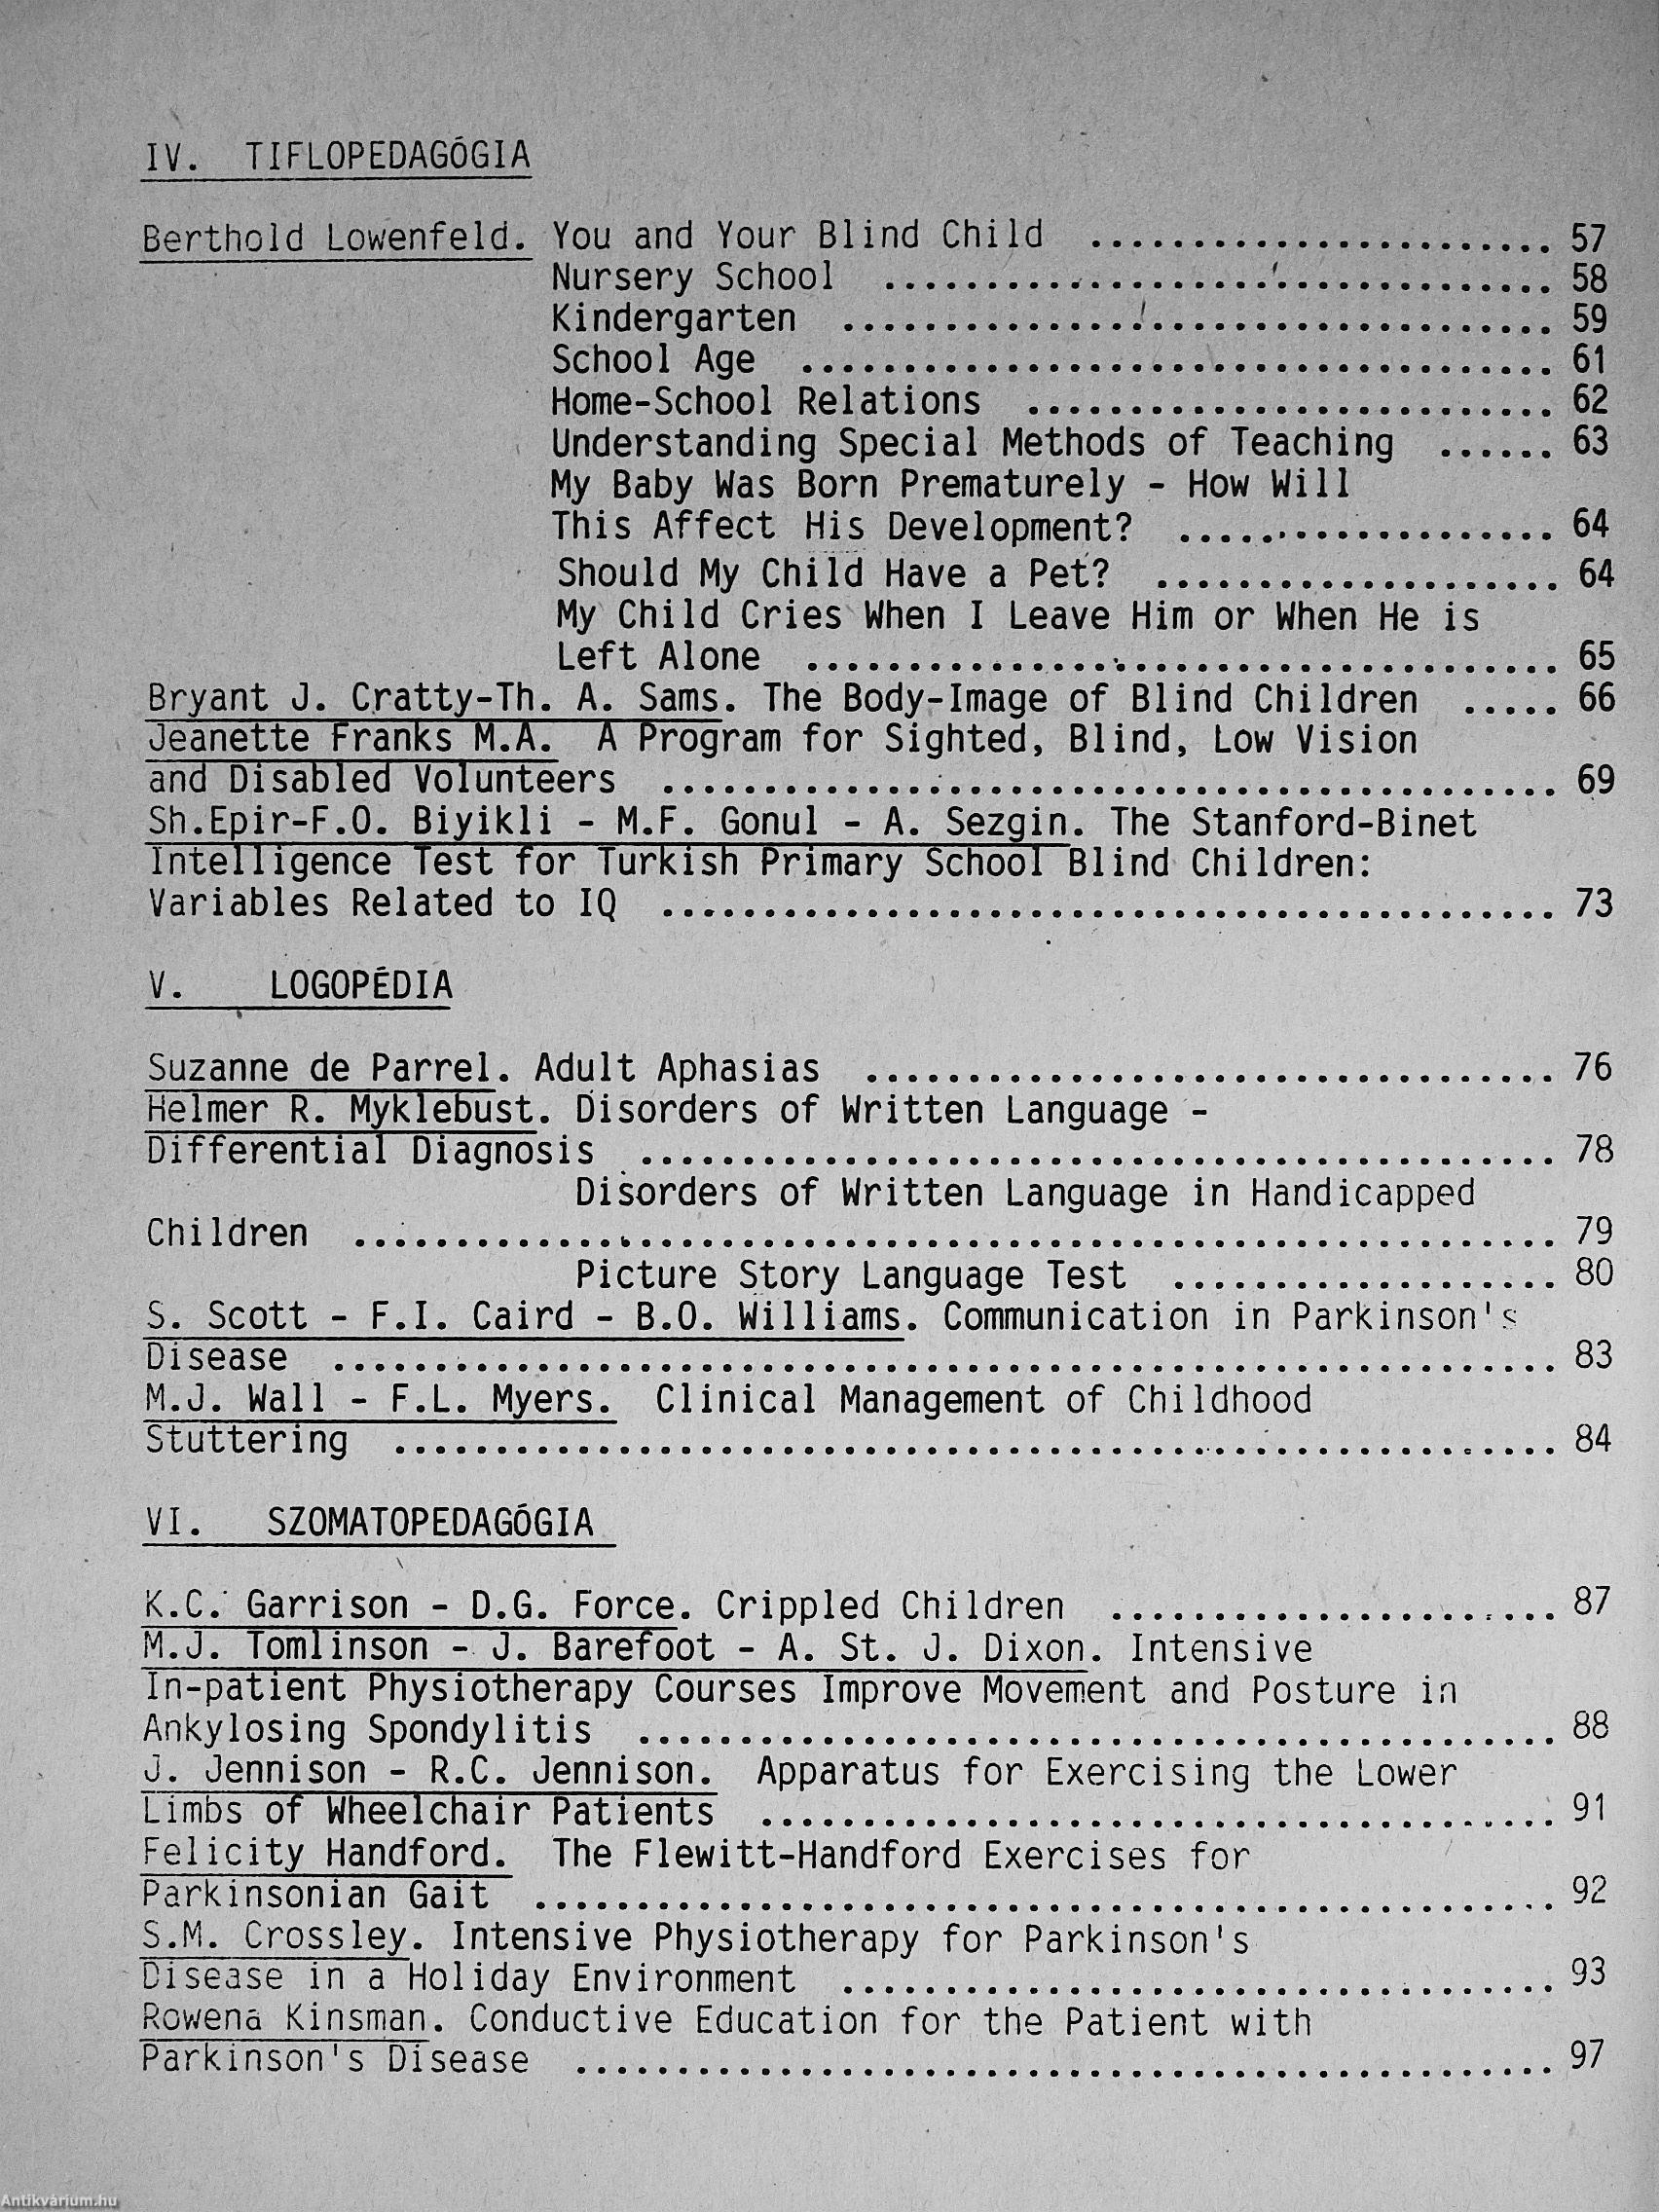 IV. TIFLOPEDAGÓGIA
Berthold Lowenfeld. You and Your Blind Child ....................... 57
Nursery School ................................. 58
Kindergarten ................................... 59
School Age ..................................... 61
Home-School Relations .......................... 62
Understanding Special Methods of Teaching ...... 63
My Baby Was Born Prematurely - How Will
This Affect His Development? ................... 64
Should My Child Have a Pet? .................... 64
My Child Cries When I Leave Him or When He is
Left Alone ..................................... 65
Bryant J. Cratty-Th. A. Sams. The Body-Image of Blind Children ..... 66
Jeanette Franks M.A. A Program for Sighted, Blind, Low Vision
and Disabled Volunteers ............................................ 69
Sh.Epir-F.O. Biyikli - M.F. Gonul - A. Sezgin. The Stanford-Binet
Intelligence Test for Turkish Primary School Blind Children:
Variables Related to IQ ............................................ 73
V. LOGOPÉDIA
Suzanne de Parrel. Adult Aphasias .................................. 76
Helmer R. Myklebust. Disorders of Written Language -
Differential Diagnosis ............................................. 78
Disorders of Written Language in Handicapped
Children ........................................................... 79
Picture Story Language Test ................... 80
S. Scott - F.I. Caird - B.O. Williams. Communication in Parkinson's
Disease ............................................................ 83
M.J. Wall - F.L. Myers. Clinical Management of Childhood
Stuttering ......................................................... 84
VI. SZOMATOPEDAGÓGIA
K.C. Garrison - D.G. Force. Crippled Children ...................... 87
M.J. Tomlinson - J. Barefoot - A. St. J. Dixon. Intensive
In-patient Physiotherapy Courses Improve Movement and Posture in
Ankylosing Spondylitis ............................................. 88
J. Jennison - R.C. Jennison. Apparatus for Exercising the Lower
Limbs of Wheelchair Patients ....................................... 91
Felicity Handford. The Flewitt-Handford Exercises for
Parkinsonian Gait .................................................. 92
S.M. Crossley. Intensive Physiotherapy for Parkinson's
Disease in a Holiday Environment ................................... 93
Rowena Kinsman. Conductive Education for the Patient with
Parkinson's Disease ................................................ 97
Antikvárium.hu